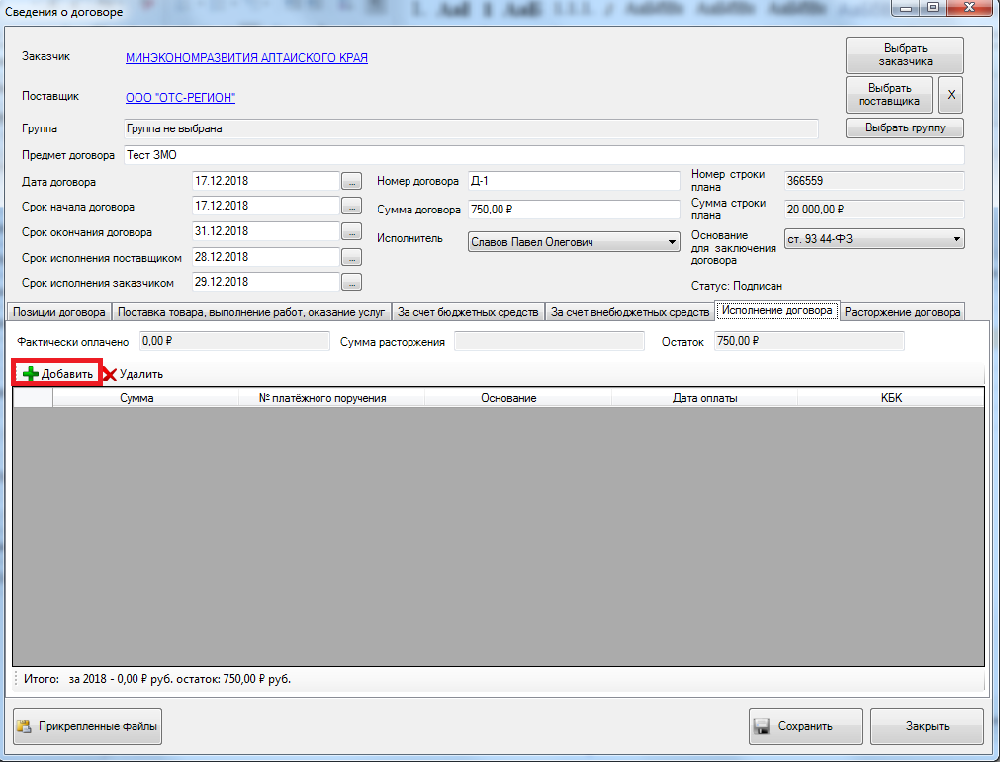 Сведения о договоре
Заказчик
МИНЭКОНОМРАЗВИТИЯ АЛТАЙСКОГО КРАЯ
Выбрать
заказчика
Поставщик
ООО "ОТС-РЕГИОН"
Выбрать
поставщика
X
Группа
Группа не выбрана
Выбрать группу
Предмет договора
Тест ЗМО
Дата договора
17.12.2018
...
Номер договора
Д-1
Номер строки
плана
366559
Срок начала договора
17.12.2018
...
Сумма договора
750,00 ₽
Сумма строки
плана
20 000,00 ₽
Срок окончания договора
31.12.2018
...
Исполнитель
Славов Павел Олегович
Основание
для заключения
договора
ст. 93 44-ФЗ
Срок исполнения поставщиком
28.12.2018
...
Срок исполнения заказчиком
29.12.2018
...
Статус: Подписан
Позиции договора
Поставка товара, выполнение работ, оказание услуг
За счет бюджетных средств
За счет внебюджетных средств
Исполнение договора
Расторжение договора
Фактически оплачено
0,00 ₽
Сумма расторжения
Остаток
750,00 ₽
Добавить
Удалить
Сумма
№ платёжного поручения
Основание
Дата оплаты
КБК
Итого: за 2018 - 0,00 ₽ руб. остаток: 750,00 ₽ руб.
Прикрепленные файлы
Сохранить
Закрыть